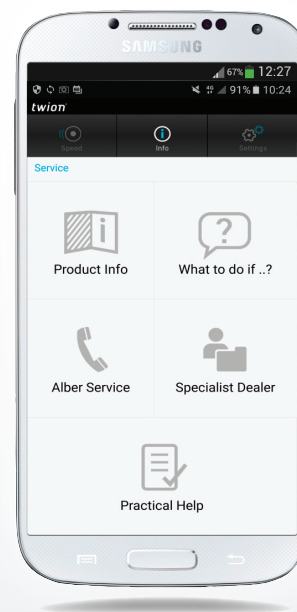 SAMSUNG
67% 12:27
4G 91% 10:24
twion
Speed
Info
Settings
Service
Product Info
What to do if ..?
Alber Service
Specialist Dealer
Practical Help